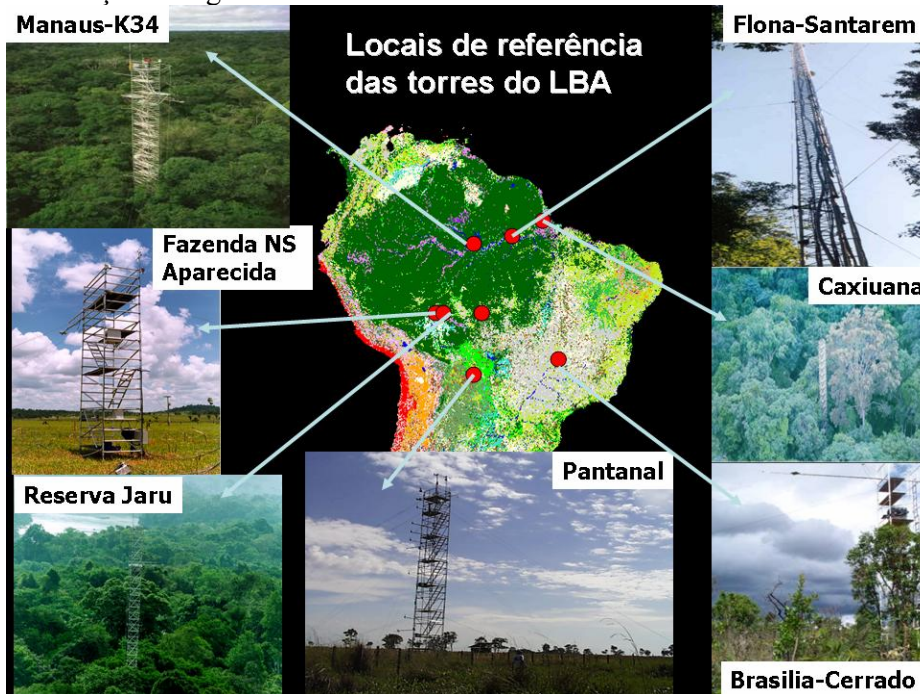 Manaus-K34
Locais de referência
das torres do LBA
Flona-Santarem
Fazenda NS
Aparecida
Caxiuana
Reserva Jaru
Pantanal
Brasilia-Cerrado